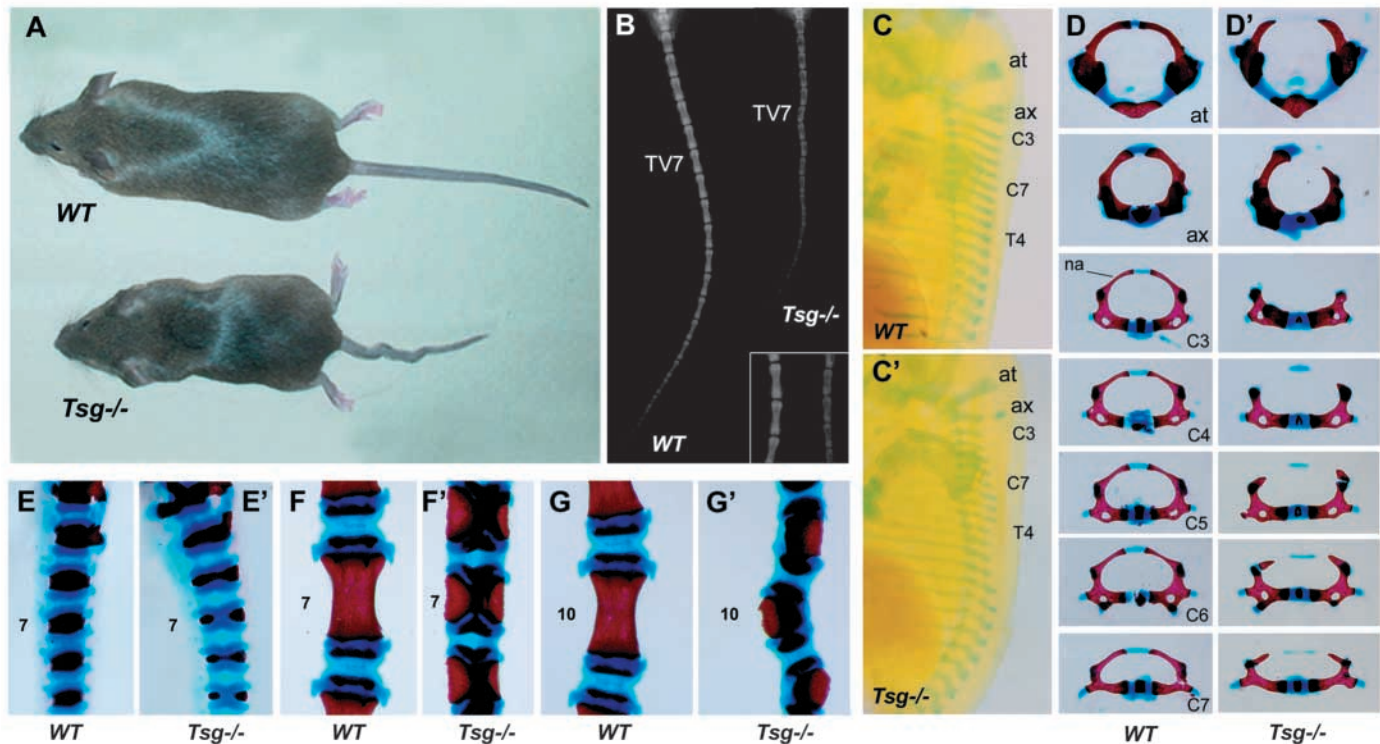 A
WT
Tsg-/-
B
TV7
TV7
Tsg-/-
WT
C
at
ax
C3
C7
T4
WT
C'
at
ax
C3
C7
T4
Tsg-/-
D
D'
at
ax
na
C3
C4
C5
C6
C7
WT
Tsg-/-
E
E'
F
F'
G
G'
7
7
7
7
10
10
WT
Tsg-/-
WT
Tsg-/-
WT
Tsg-/-